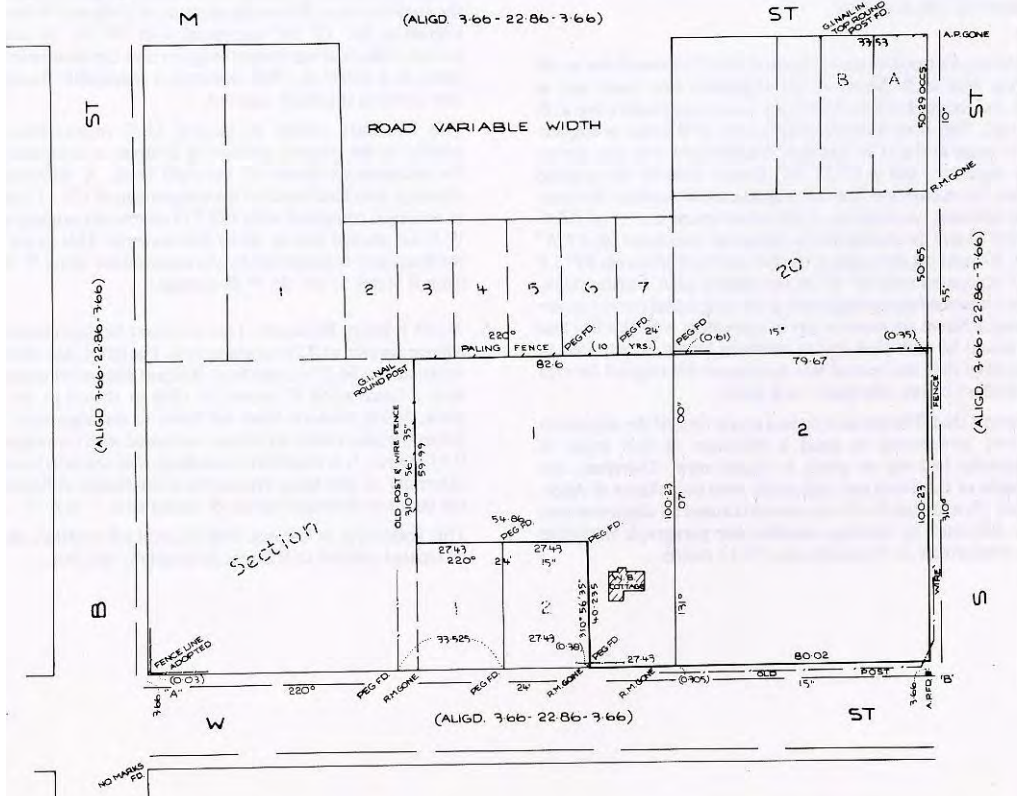 M
(ALIGD. 3·66 - 22·86 - 3·66)
ST
G.I. NAIL IN
TOP ROUND
POST FD.
A.P. GONE
33·53
B
A
50·29 OCCS.
10"
ST
ST
ROAD VARIABLE WIDTH
R.M. GONE
20
50·65
55"
(ALIGD. 3·66 - 22·86 - 3·66)
(ALIGD. 3·66 - 22·86 - 3·66)
1
2
3
4
5
6
7
220°
PALING FENCE
PEG FD.
(10 YRS.)
PEG FD.
24'
PEG FD.
(0·61)
15"
82·6
79·67
G.I. NAIL
ROUND POST
FENCE
1
2
OLD POST & WIRE FENCE
310° 56' 35"
59·995
100·23
07' 00"
131°
100·23
310°
WIRE
Section
54·86
PEG FD.
PEG FD.
27·43
27·43
220°
24'
15"
W.B.
COTTAGE
1
2
310° 56' 35"
40·235
B
S
33·525
27·43
(0·38)
PEG FD.
27·43
80·02
FENCE LINE
ADOPTED
(0·03)
3·66
"A"
220°
PEG FD.
R.M. GONE
PEG FD.
24'
R.M. GONE
R.M. GONE
(0·705)
OLD
15"
POST
3·66
A.P. FD.
'B'
W
(ALIGD. 3·66 - 22·86 - 3·66)
ST
NO MARKS
FD.